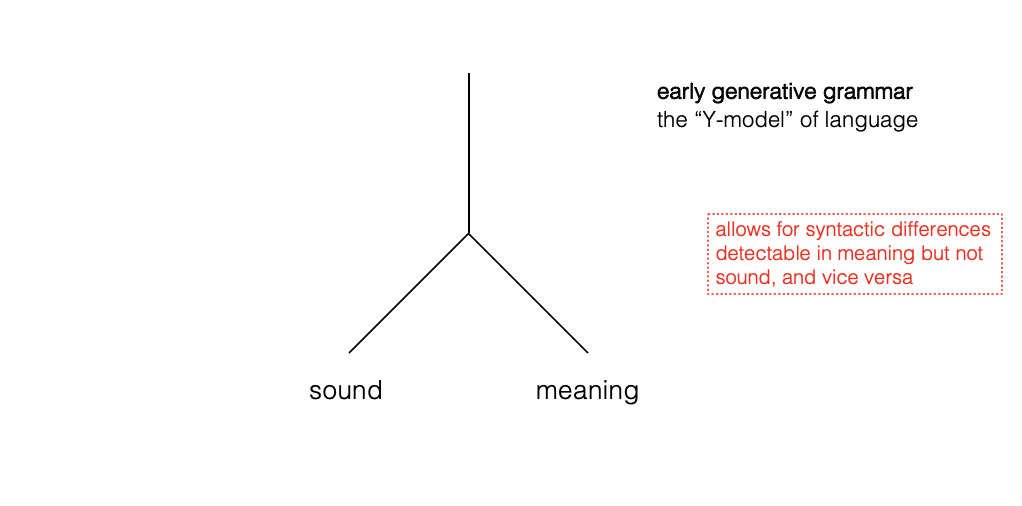 early generative grammar
the “Y-model” of language
allows for syntactic differences
detectable in meaning but not
sound, and vice versa
sound
meaning